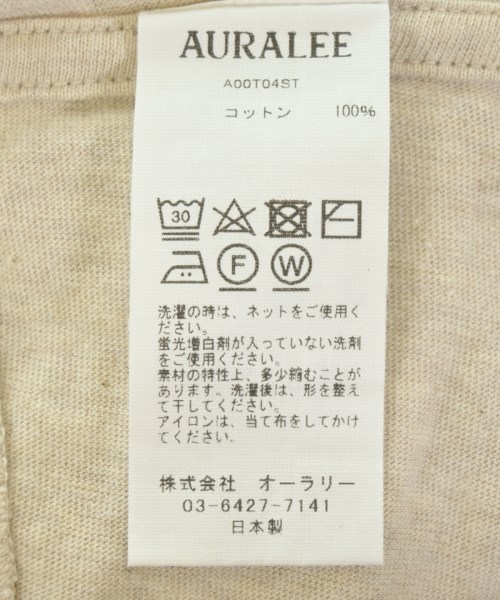 AURALEE
A00T04ST
コットン 100%
30
F W
洗濯の時は、ネットをご使用く
ださい。
蛍光増白剤が入っていない洗剤
をご使用ください。
素材の特性上、多少縮むことが
あります。洗濯後は、形を整え
て干してください。
アイロンは、当て布をしてかけ
てください。
株式会社 オーラリー
03-6427-7141
日本製